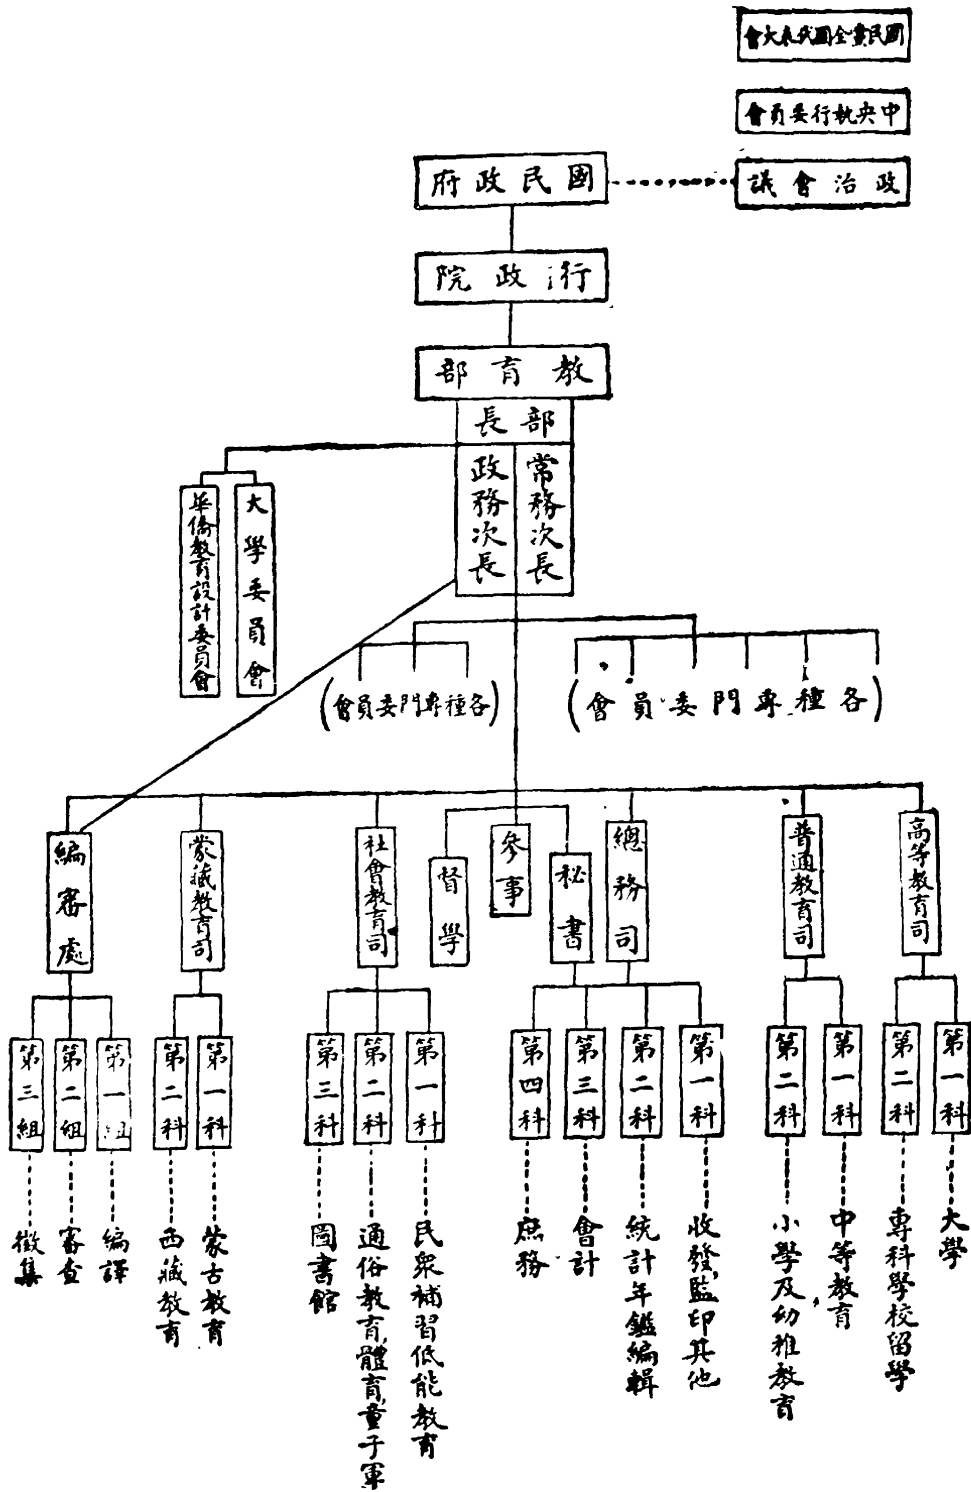 國民黨全國代表大會
中央執行委員會
政治會議
國民政府
行政院
教育部
部長
常務次長
政務次長
大學委員會
華僑教育設計委員會
(各種專門委員會)
(各種專門委員會)
高等教育司
普通教育司
總務司
秘書
參事
督學
社會教育司
蒙藏教育司
編審處
第一科
第二科
第一科
第二科
第一科
第二科
第三科
第四科
第一科
第二科
第三科
第一科
第二科
第一組
第二組
第三組
大學
專科學校留學
中等教育
小學及幼稚教育
收發,監印其他
統計年鑑編輯
會計
庶務
民眾補習低能教育
通俗教育,體育,童子軍
圖書館
蒙古教育
西藏教育
編譯
審查
徵集